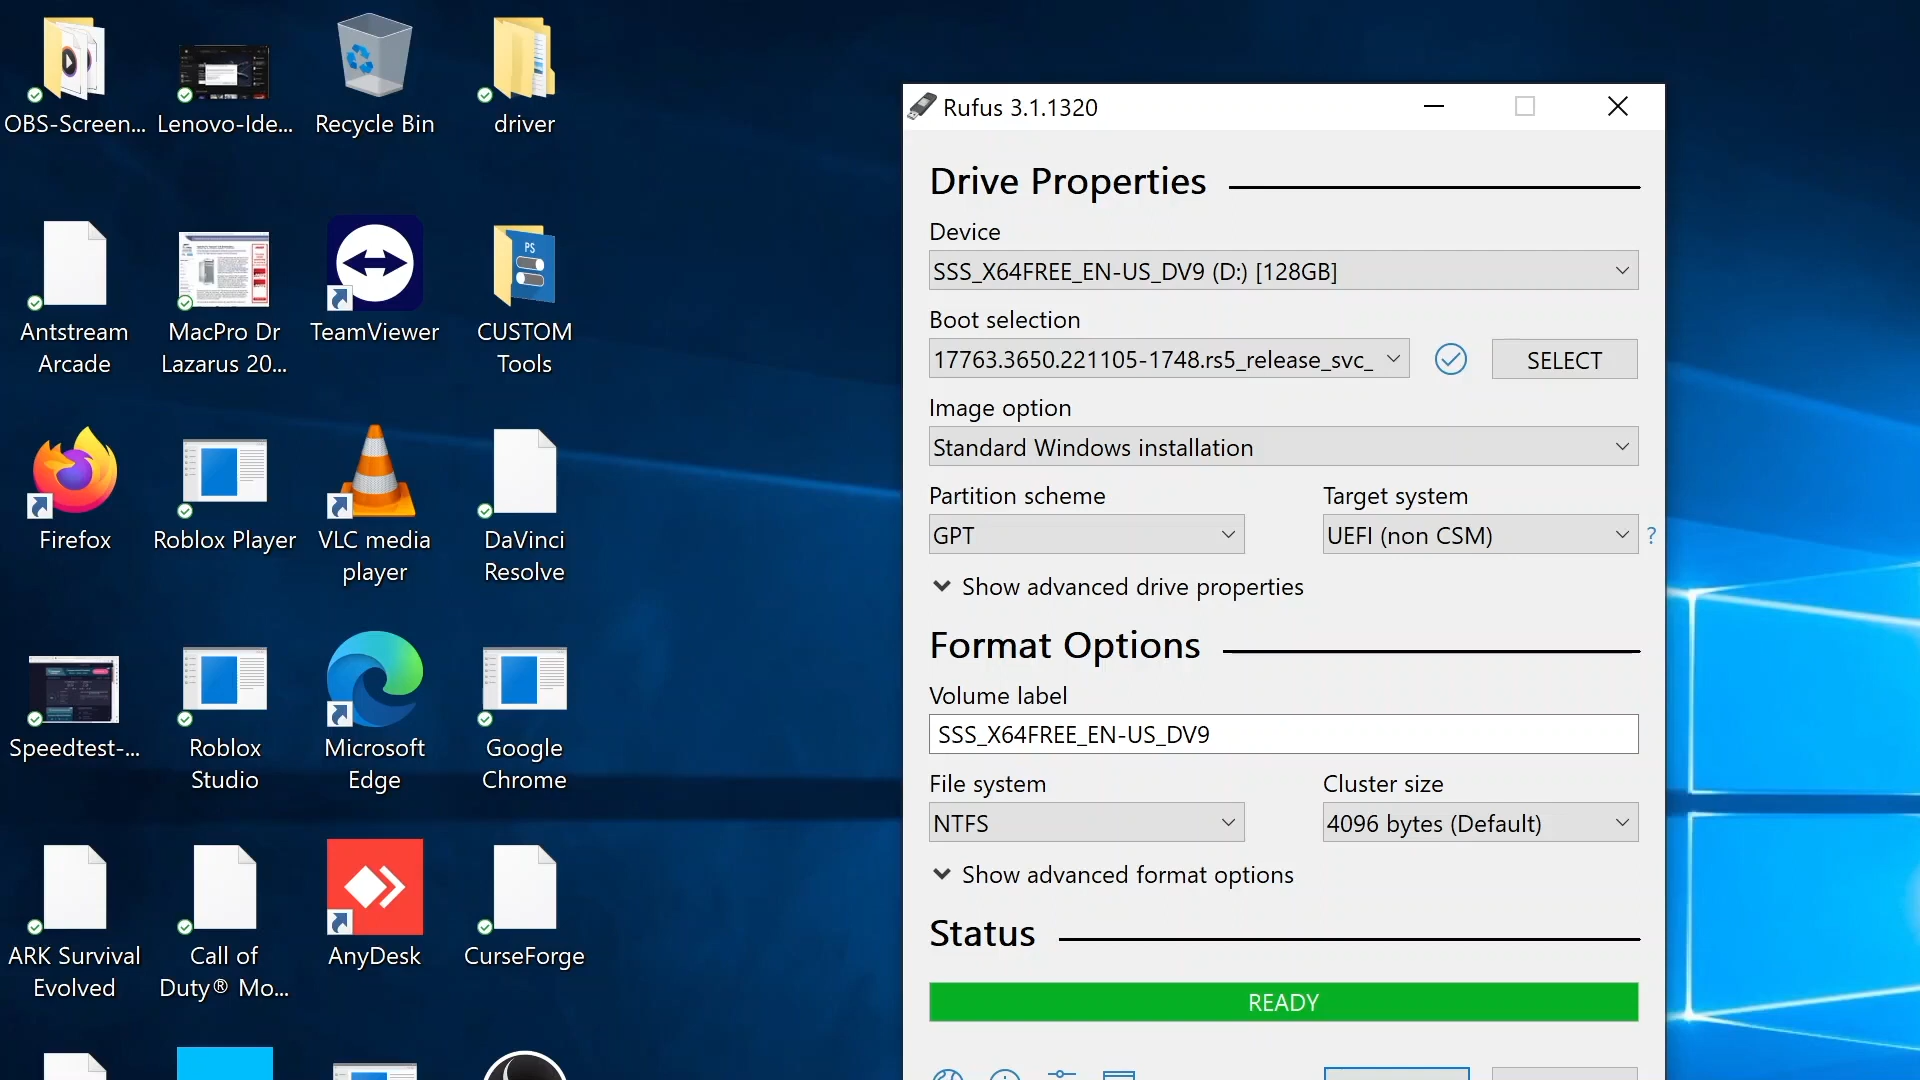 OBS-Screen...
Lenovo-Ide...
Recycle Bin
driver
Antstream
Arcade
MacPro Dr
Lazarus 20...
TeamViewer
PS
CUSTOM
Tools
Firefox
Roblox Player
VLC media
player
DaVinci
Resolve
Speedtest-...
Roblox
Studio
Microsoft
Edge
Google
Chrome
ARK Survival
Evolved
Call of
Duty® Mo...
AnyDesk
CurseForge
Rufus 3.1.1320
Drive Properties
Device
SSS_X64FREE_EN-US_DV9 (D:) [128GB]
Boot selection
17763.3650.221105-1748.rs5_release_svc_
SELECT
Image option
Standard Windows installation
Partition scheme
Target system
GPT
UEFI (non CSM)
?
Show advanced drive properties
Format Options
Volume label
SSS_X64FREE_EN-US_DV9
File system
Cluster size
NTFS
4096 bytes (Default)
Show advanced format options
Status
READY